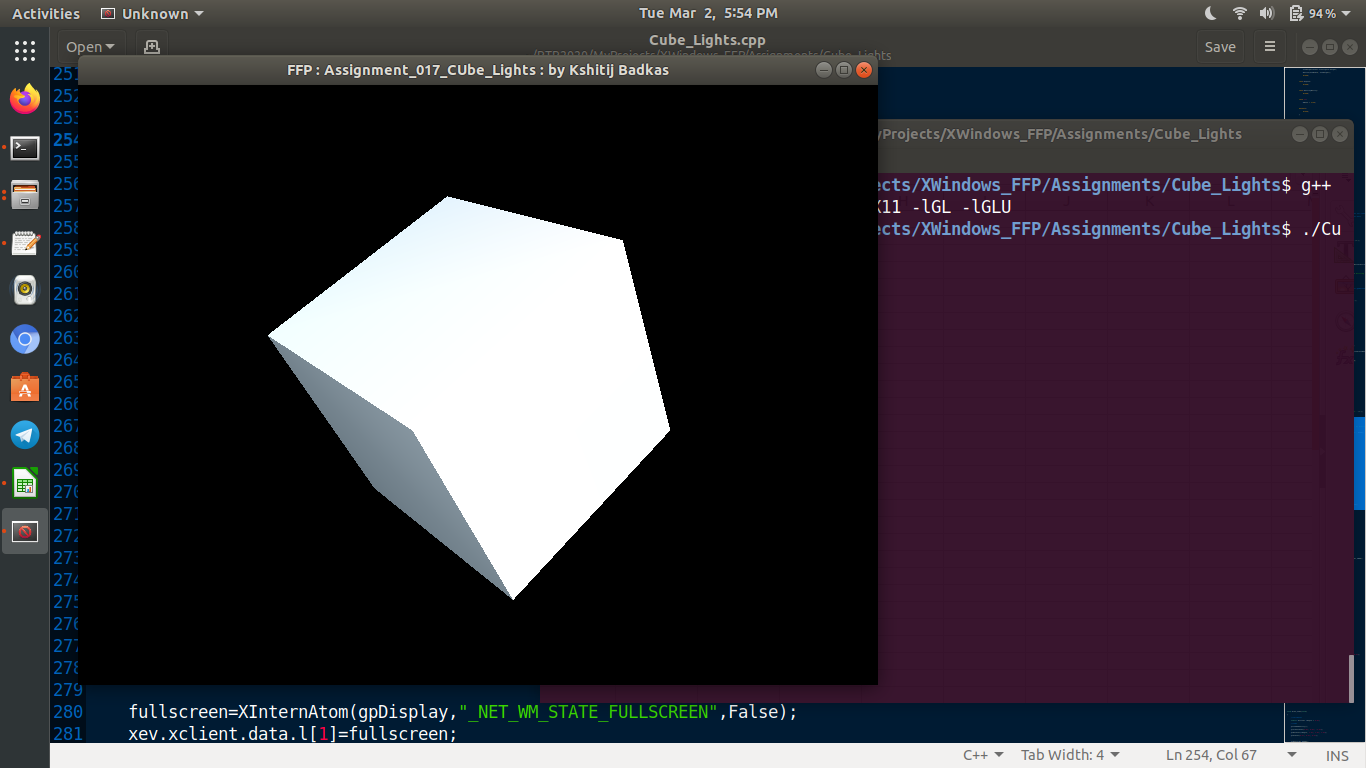 Activities
Unknown
Tue Mar 2, 5:54 PM
94%
Open
Cube_Lights.cpp
/RTR2020/MyProjects/XWindows_FFP/Assignments/Cube_Lights
Save
FFP : Assignment_017_CUbe_Lights : by Kshitij Badkas
yProjects/XWindows_FFP/Assignments/Cube_Lights
ects/XWindows_FFP/Assignments/Cube_Lights$ g++
X11 -lGL -lGLU
ects/XWindows_FFP/Assignments/Cube_Lights$ ./Cu
251
252
253
254
255
256
257
258
259
260
261
262
263
264
265
266
267
268
269
270
271
272
273
274
275
276
277
278
279
280 fullscreen=XInternAtom(gpDisplay,"_NET_WM_STATE_FULLSCREEN",False);
281 xev.xclient.data.l[1]=fullscreen;
C++
Tab Width: 4
Ln 254, Col 67
INS